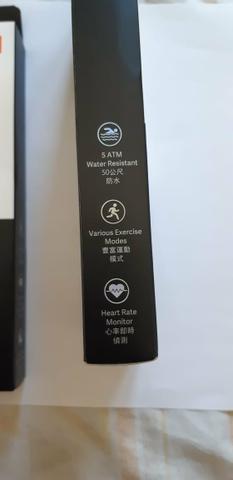 5 ATM
Water Resistant
50公尺
防水
Various Exercise
Modes
豐富運動
模式
Heart Rate
Monitor
心率即時
偵測